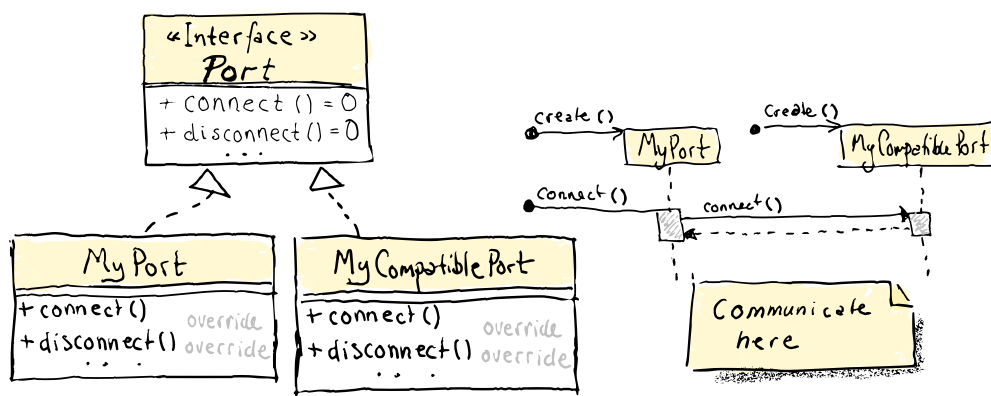 «Interface»
Port
+ connect () = 0
+ disconnect () = 0
...
MyPort
+ connect ()
override
+ disconnect ()
override
...
MyCompatiblePort
+ connect ()
override
+ disconnect ()
override
...
create ()
MyPort
create ()
MyCompatiblePort
connect ()
connect ()
Communicate
here